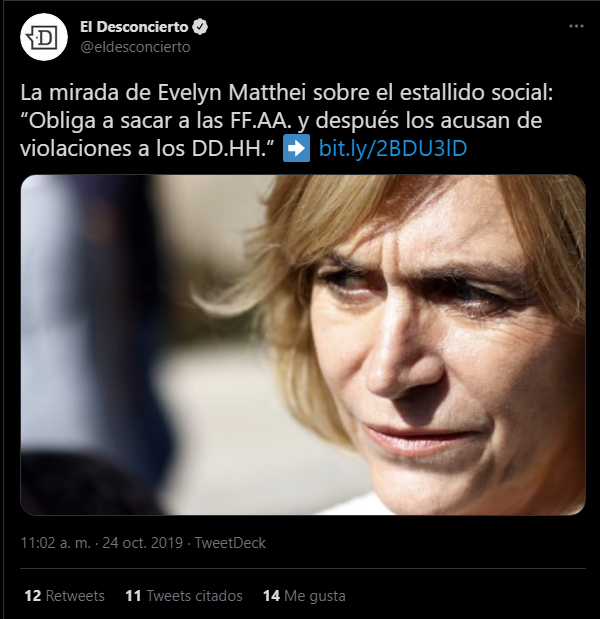 El Desconcierto
@eldesconcierto
La mirada de Evelyn Matthei sobre el estallido social:
“Obliga a sacar a las FF.AA. y después los acusan de
violaciones a los DD.HH.” ➡ bit.ly/2BDU3lD
11:02 a. m. · 24 oct. 2019 · TweetDeck
12 Retweets 11 Tweets citados 14 Me gusta